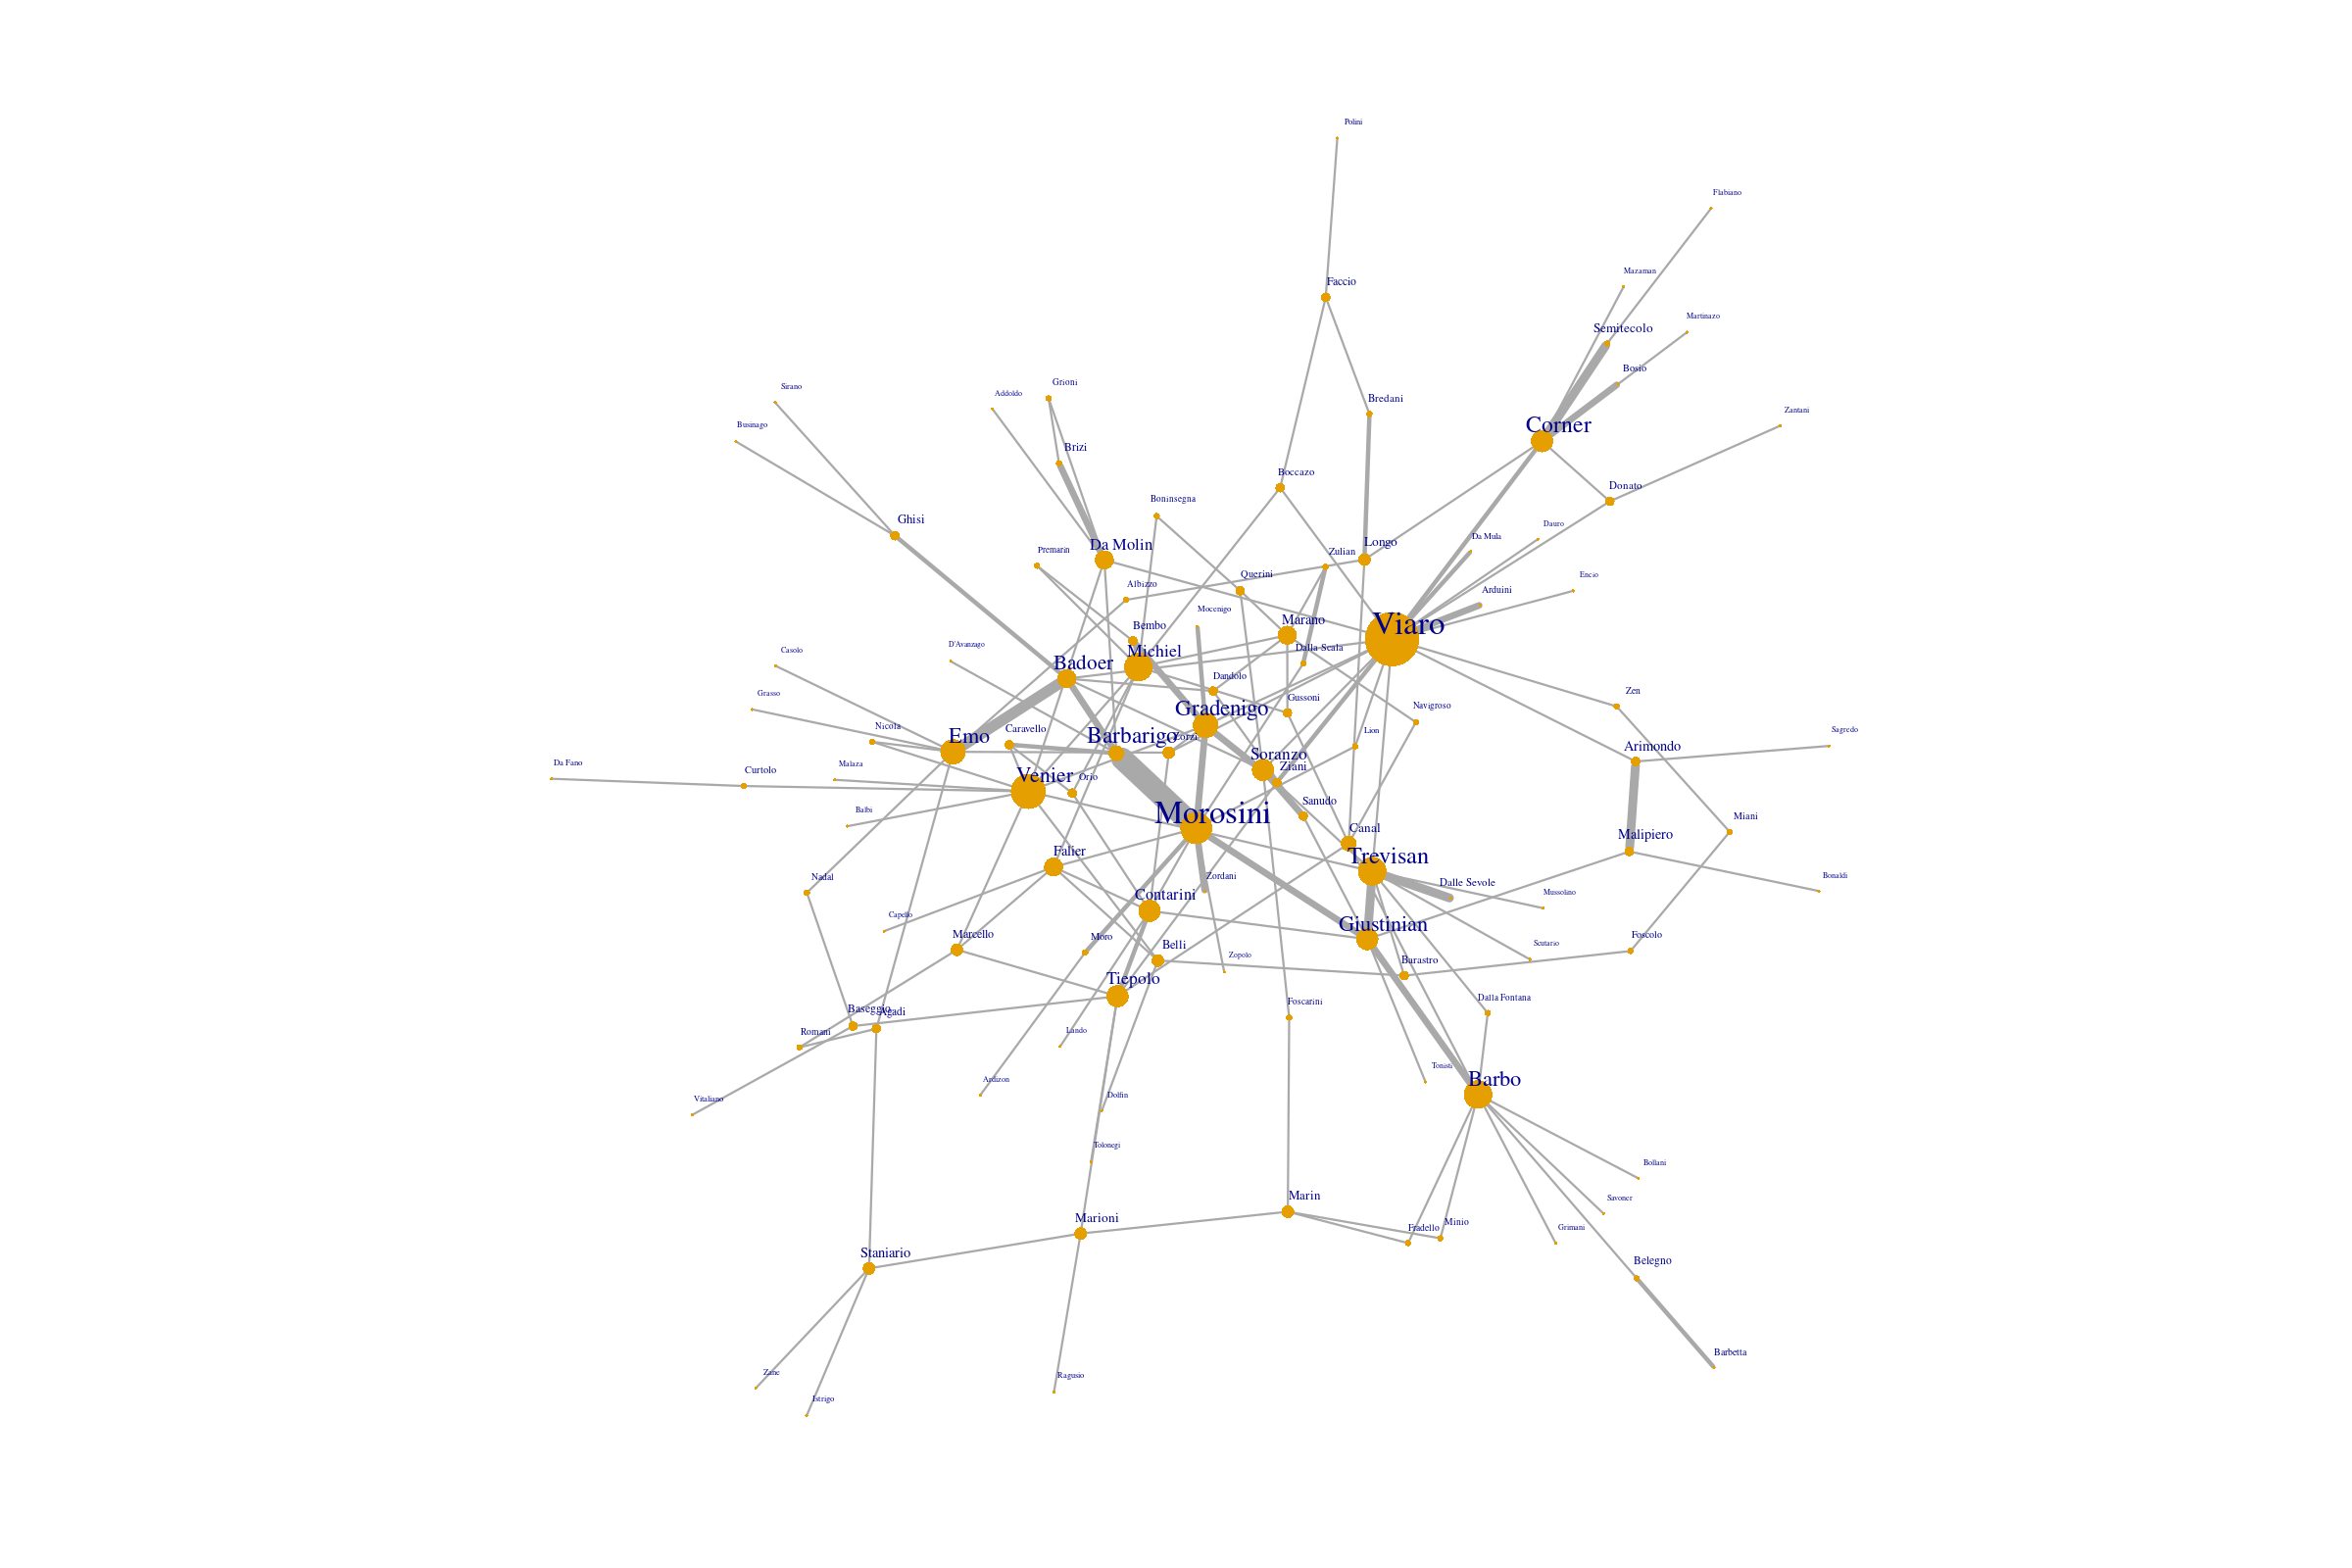 Polini
Flabiano
Mazaman
Faccio
Martinazo
Semitecolo
Bosio
Grioni
Sirano
Addoldo
Bredani
Zantani
Businago
Corner
Brizi
Boccazo
Donato
Boninsegna
Ghisi
Dauro
Da Mula
Da Molin
Longo
Premarin
Zulian
Querini
Encio
Albizzo
Arduini
Mocenigo
Marano
Bembo
Viaro
D'Avanzago
Dalla Scala
Casolo
Michiel
Badoer
Dandolo
Zen
Grasso
Gussoni
Navigroso
Gradenigo
Nicola
Caravello
Lion
Sagredo
Emo
Barbarigo
Zorzi
Arimondo
Soranzo
Da Fano
Malaza
Ziani
Curtolo
Venier
Orio
Sanudo
Balbi
Morosini
Miani
Canal
Malipiero
Falier
Trevisan
Nadal
Zordani
Dalle Sevole
Bonaldi
Contarini
Mussolino
Capello
Giustinian
Marcello
Moro
Foscolo
Belli
Scutario
Zopolo
Barastro
Tiepolo
Dalla Fontana
Foscarini
Baseggio
Agadi
Romani
Lando
Tonisti
Ardizon
Barbo
Dolfin
Vitaliano
Tolonegi
Bollani
Marin
Savoner
Marioni
Minio
Fradello
Grimani
Staniario
Belegno
Barbetta
Zane
Ragusio
Istrigo